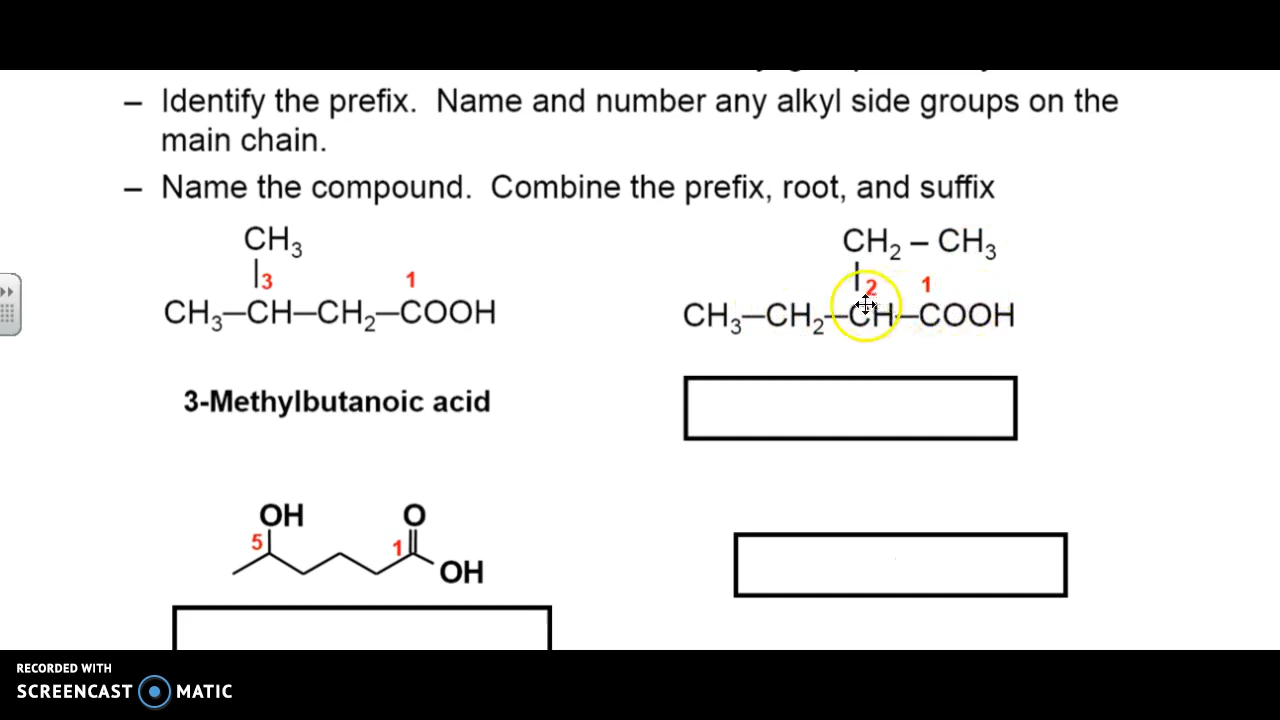 – Identify the prefix. Name and number any alkyl side groups on the
main chain.
– Name the compound. Combine the prefix, root, and suffix
CH3
3 1
CH3–CH–CH2–COOH
3-Methylbutanoic acid
CH2 – CH3
2 1
CH3–CH2–CH–COOH
OH O
5 1
OH
RECORDED WITH
SCREENCAST MATIC